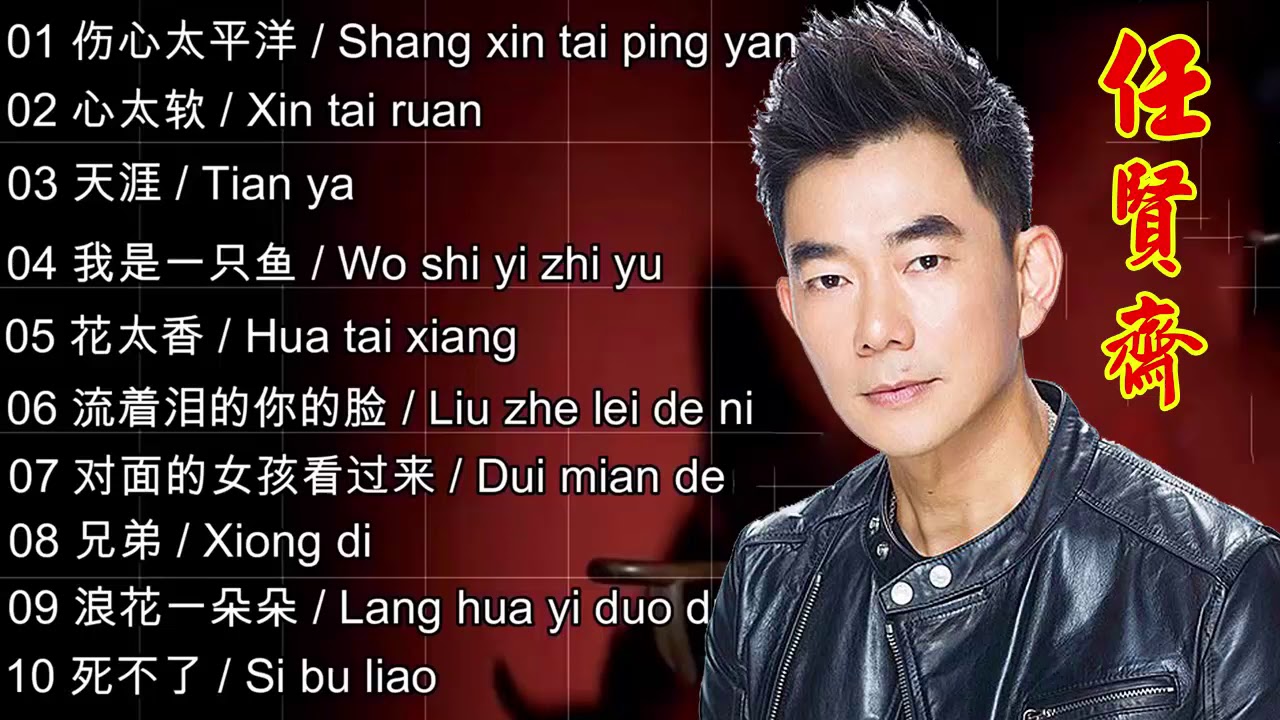 01 伤心太平洋 / Shang xin tai ping yan
02 心太软 / Xin tai ruan
03 天涯 / Tian ya
04 我是一只鱼 / Wo shi yi zhi yu
05 花太香 / Hua tai xiang
06 流着泪的你的脸 / Liu zhe lei de ni
07 对面的女孩看过来 / Dui mian de
08 兄弟 / Xiong di
09 浪花一朵朵 / Lang hua yi duo d
10 死不了 / Si bu liao
任賢齋